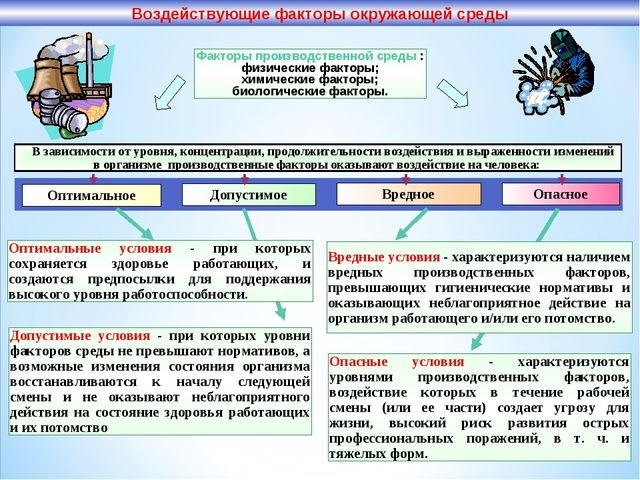 Воздействующие факторы окружающей среды
Факторы производственной среды :
физические факторы;
химические факторы;
биологические факторы.
В зависимости от уровня, концентрации, продолжительности воздействия и выраженности изменений
в организме производственные факторы оказывают воздействие на человека:
Оптимальное
Допустимое
Вредное
Опасное
Оптимальные условия - при которых
сохраняется здоровье работающих, и
создаются предпосылки для поддержания
высокого уровня работоспособности.
Допустимые условия - при которых уровни
факторов среды не превышают нормативов, а
возможные изменения состояния организма
восстанавливаются к началу следующей
смены и не оказывают неблагоприятного
действия на состояние здоровья работающих
и их потомство
Вредные условия - характеризуются наличием
вредных производственных факторов,
превышающих гигиенические нормативы и
оказывающих неблагоприятное действие на
организм работающего и/или его потомство.
Опасные условия - характеризуются
уровнями производственных факторов,
воздействие которых в течение рабочей
смены (или ее части) создает угрозу для
жизни, высокий риск развития острых
профессиональных поражений, в т. ч. и
тяжелых форм.